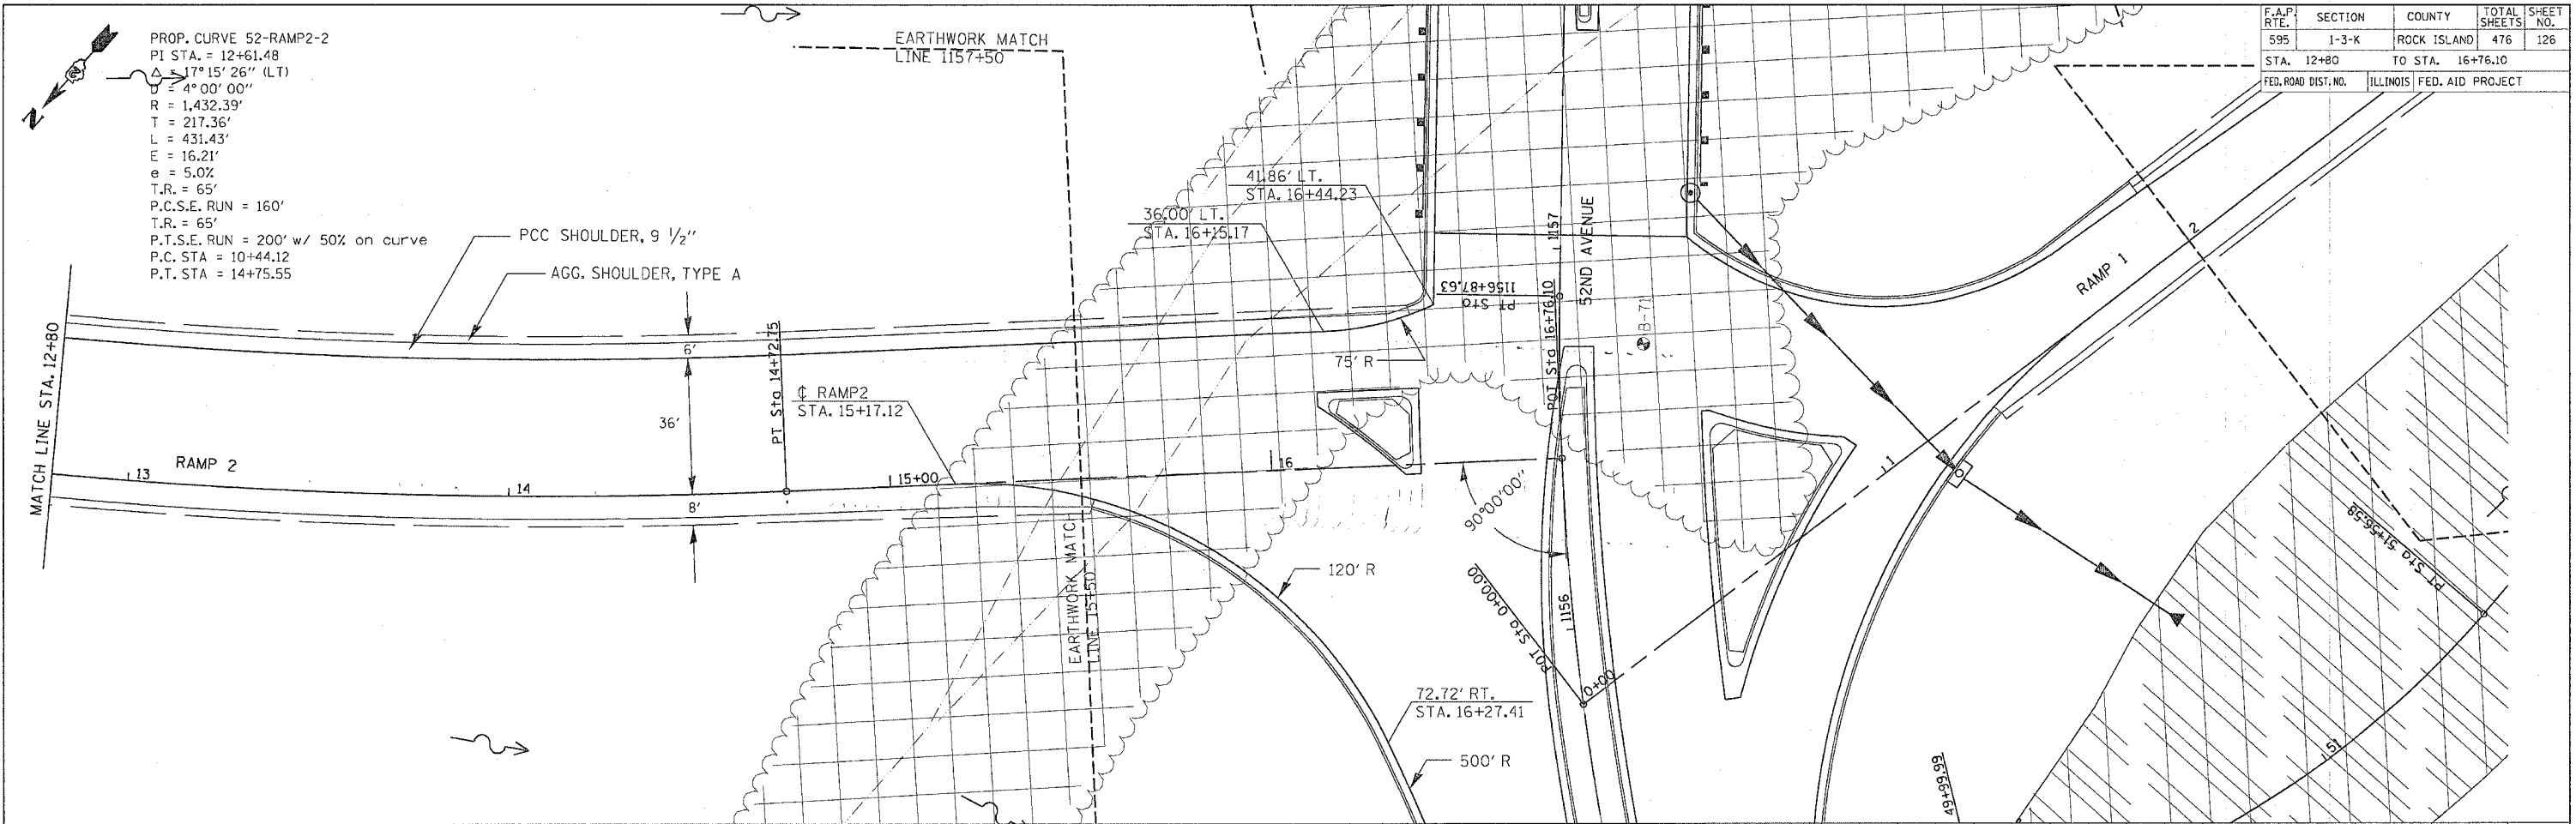 PROP. CURVE 52-RAMP2-2
PI STA. = 12+61.48
Δ = 17° 15' 26" (LT)
D = 4° 00' 00"
R = 1,432.39'
T = 217.36'
L = 431.43'
E = 16.21'
e = 5.0%
T.R. = 65'
P.C.S.E. RUN = 160'
T.R. = 65'
P.T.S.E. RUN = 200' w/ 50% on curve
P.C. STA = 10+44.12
P.T. STA = 14+75.55
N
PCC SHOULDER, 9 1/2"
AGG. SHOULDER, TYPE A
EARTHWORK MATCH
LINE 1157+50
F.A.P. RTE. SECTION COUNTY TOTAL SHEETS SHEET NO.
595 1-3-K ROCK ISLAND 476 126
STA. 12+80 TO STA. 16+76.10
FED. ROAD DIST. NO. ILLINOIS FED. AID PROJECT
41.86' LT.
STA. 16+44.23
36.00' LT.
STA. 16+15.17
MATCH LINE STA. 12+80
6'
36'
8'
PT Sta 14+72.75
℄ RAMP2
STA. 15+17.12
RAMP 2
13
14
15+00
16
75' R
PT Sta
1156+87.63
POT Sta 16+76.10
1157
52ND AVENUE
B-71
RAMP 1
2
1
90°00'00"
EARTHWORK MATC
LINE 15+50
120' R
POT Sta 0+00.00
1156
0+00
72.72' RT.
STA. 16+27.41
500' R
PT Sta 51+56.58
51
49+99.99